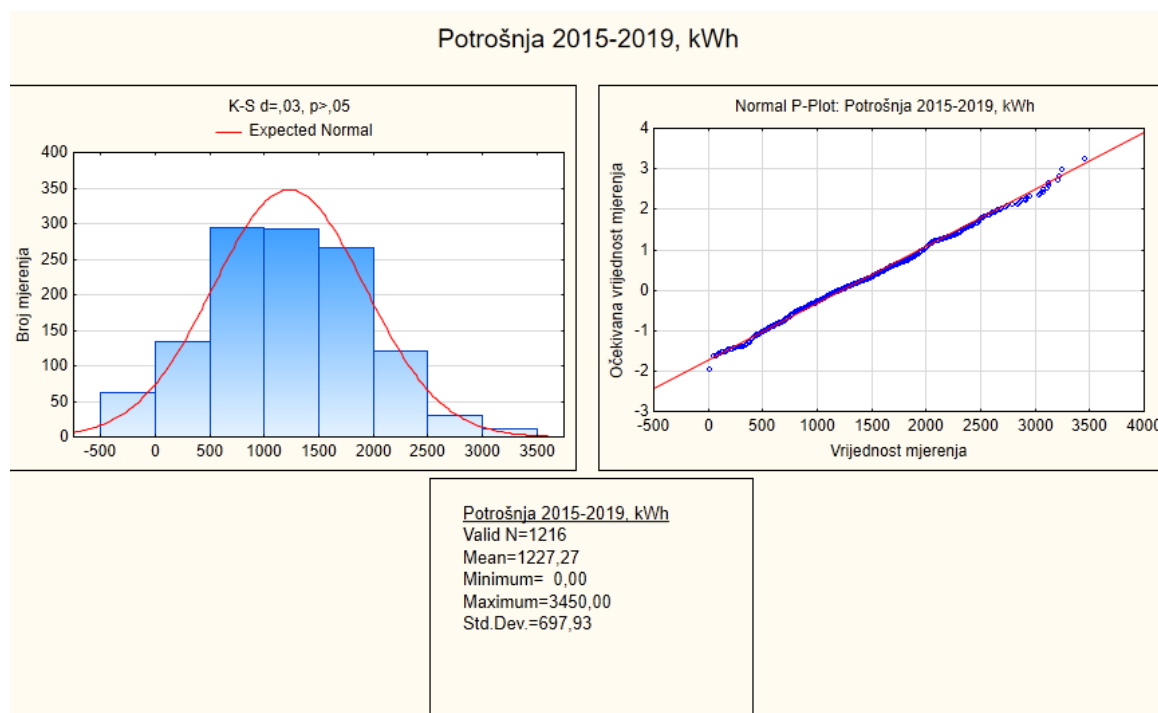 Potrošnja 2015-2019, kWh
K-S d=,03, p>,05
Expected Normal
Broj mjerenja
400
350
300
250
200
150
100
50
0
-500 0 500 1000 1500 2000 2500 3000 3500
Normal P-Plot: Potrošnja 2015-2019, kWh
Očekivana vrijednost mjerenja
4
3
2
1
0
-1
-2
-3
-500 0 500 1000 1500 2000 2500 3000 3500 4000
Vrijednost mjerenja
Potrošnja 2015-2019, kWh
Valid N=1216
Mean=1227,27
Minimum= 0,00
Maximum=3450,00
Std.Dev.=697,93